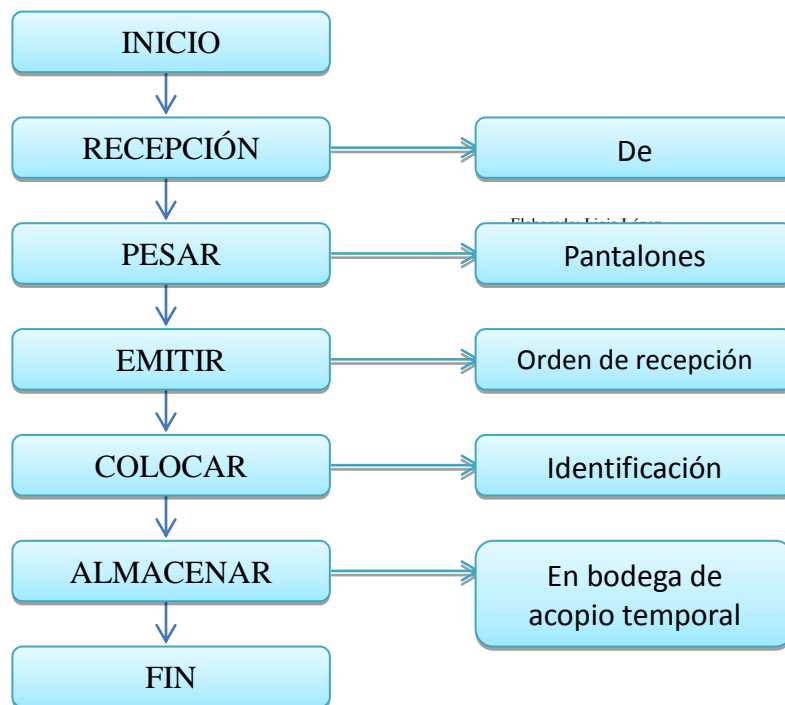 INICIO
RECEPCIÓN
De
PESAR
Pantalones
EMITIR
Orden de recepción
COLOCAR
Identificación
ALMACENAR
En bodega de
acopio temporal
FIN